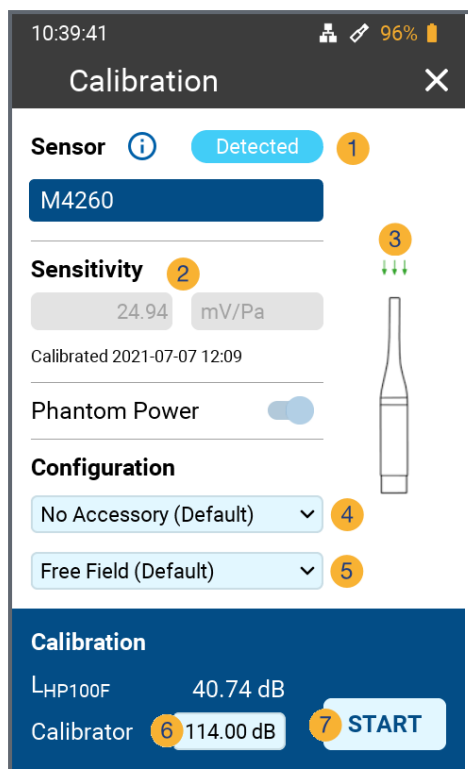 10:39:41 96%
Calibration
Sensor Detected 1
M4260
3
Sensitivity 2
24.94 mV/Pa
Calibrated 2021-07-07 12:09
Phantom Power
Configuration
No Accessory (Default) 4
Free Field (Default) 5
Calibration
LHP100F 40.74 dB
Calibrator 6 114.00 dB 7 START